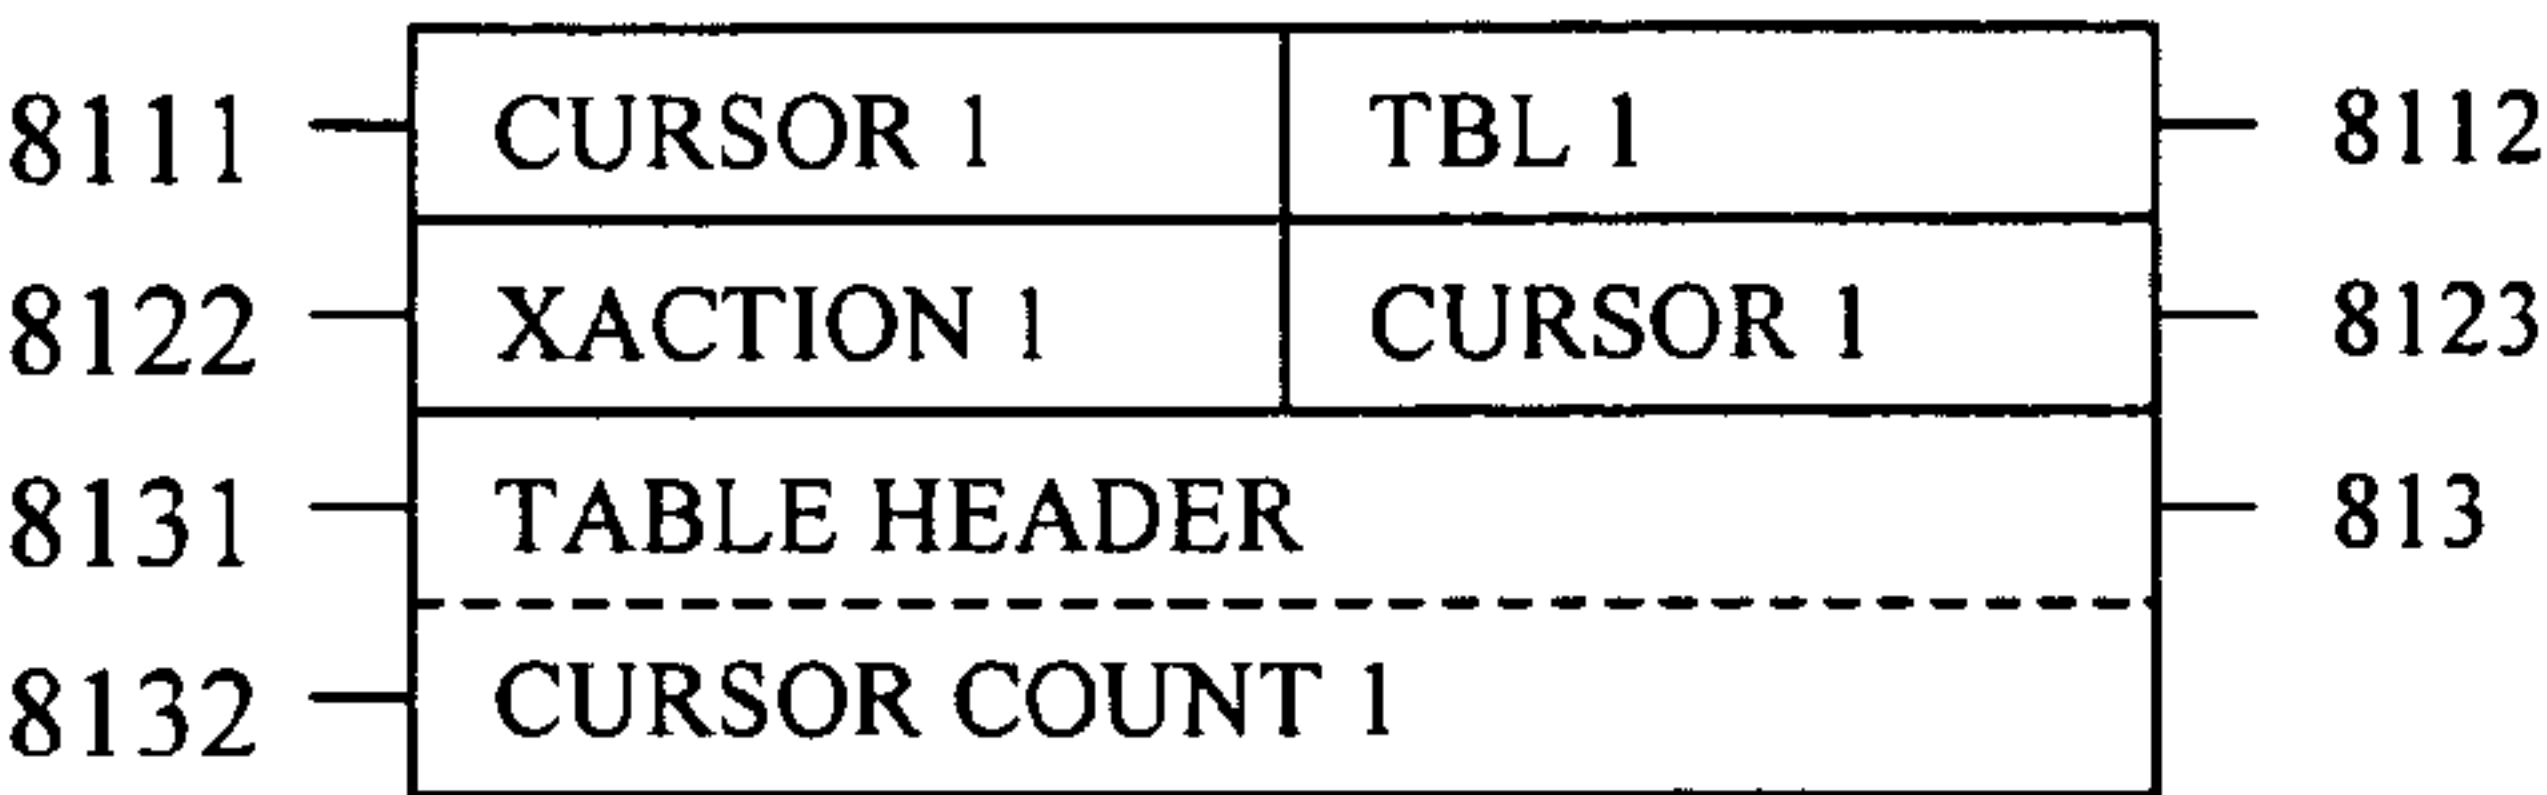 8111 CURSOR 1 TBL 1 8112
8122 XACTION 1 CURSOR 1 8123
8131 TABLE HEADER 813
8132 CURSOR COUNT 1